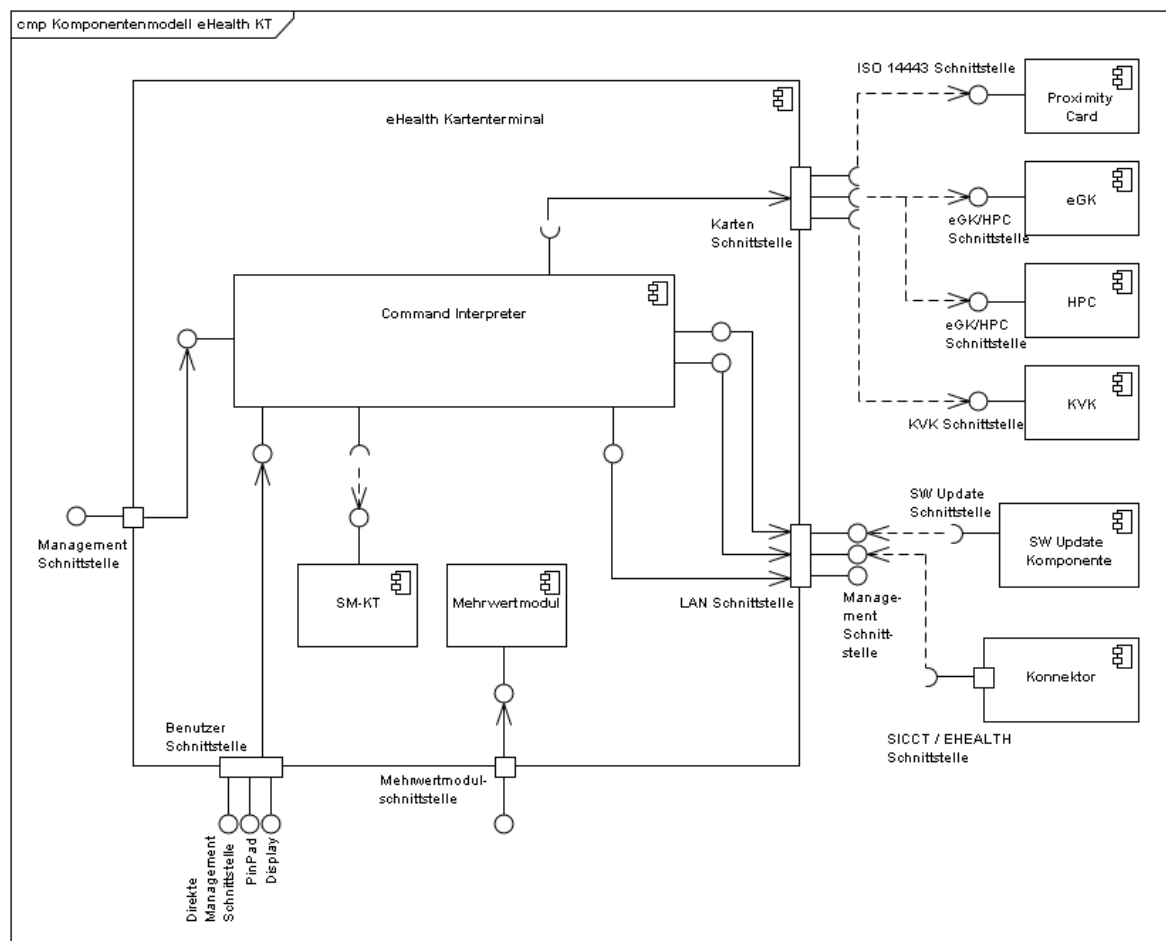 cmp Komponentenmodell eHealth KT
ISO 14443 Schnittstelle
Proximity
Card
eHealth Kartenterminal
eGK
eGK/HPC
Schnittstelle
Karten
Schnittstelle
HPC
eGK/HPC
Schnittstelle
Command Interpreter
KVK
KVK Schnittstelle
SW Update
Schnittstelle
SW Update
Komponente
Management
Schnittstelle
SM-KT
Mehrwertmodul
LAN Schnittstelle
Manage-
ment
Schnitt-
stelle
Konnektor
SICCT / EHEALTH
Schnittstelle
Benutzer
Schnittstelle
Mehrwertmodul-
schnittstelle
Direkte
Management
Schnittstelle
PinPad
Display